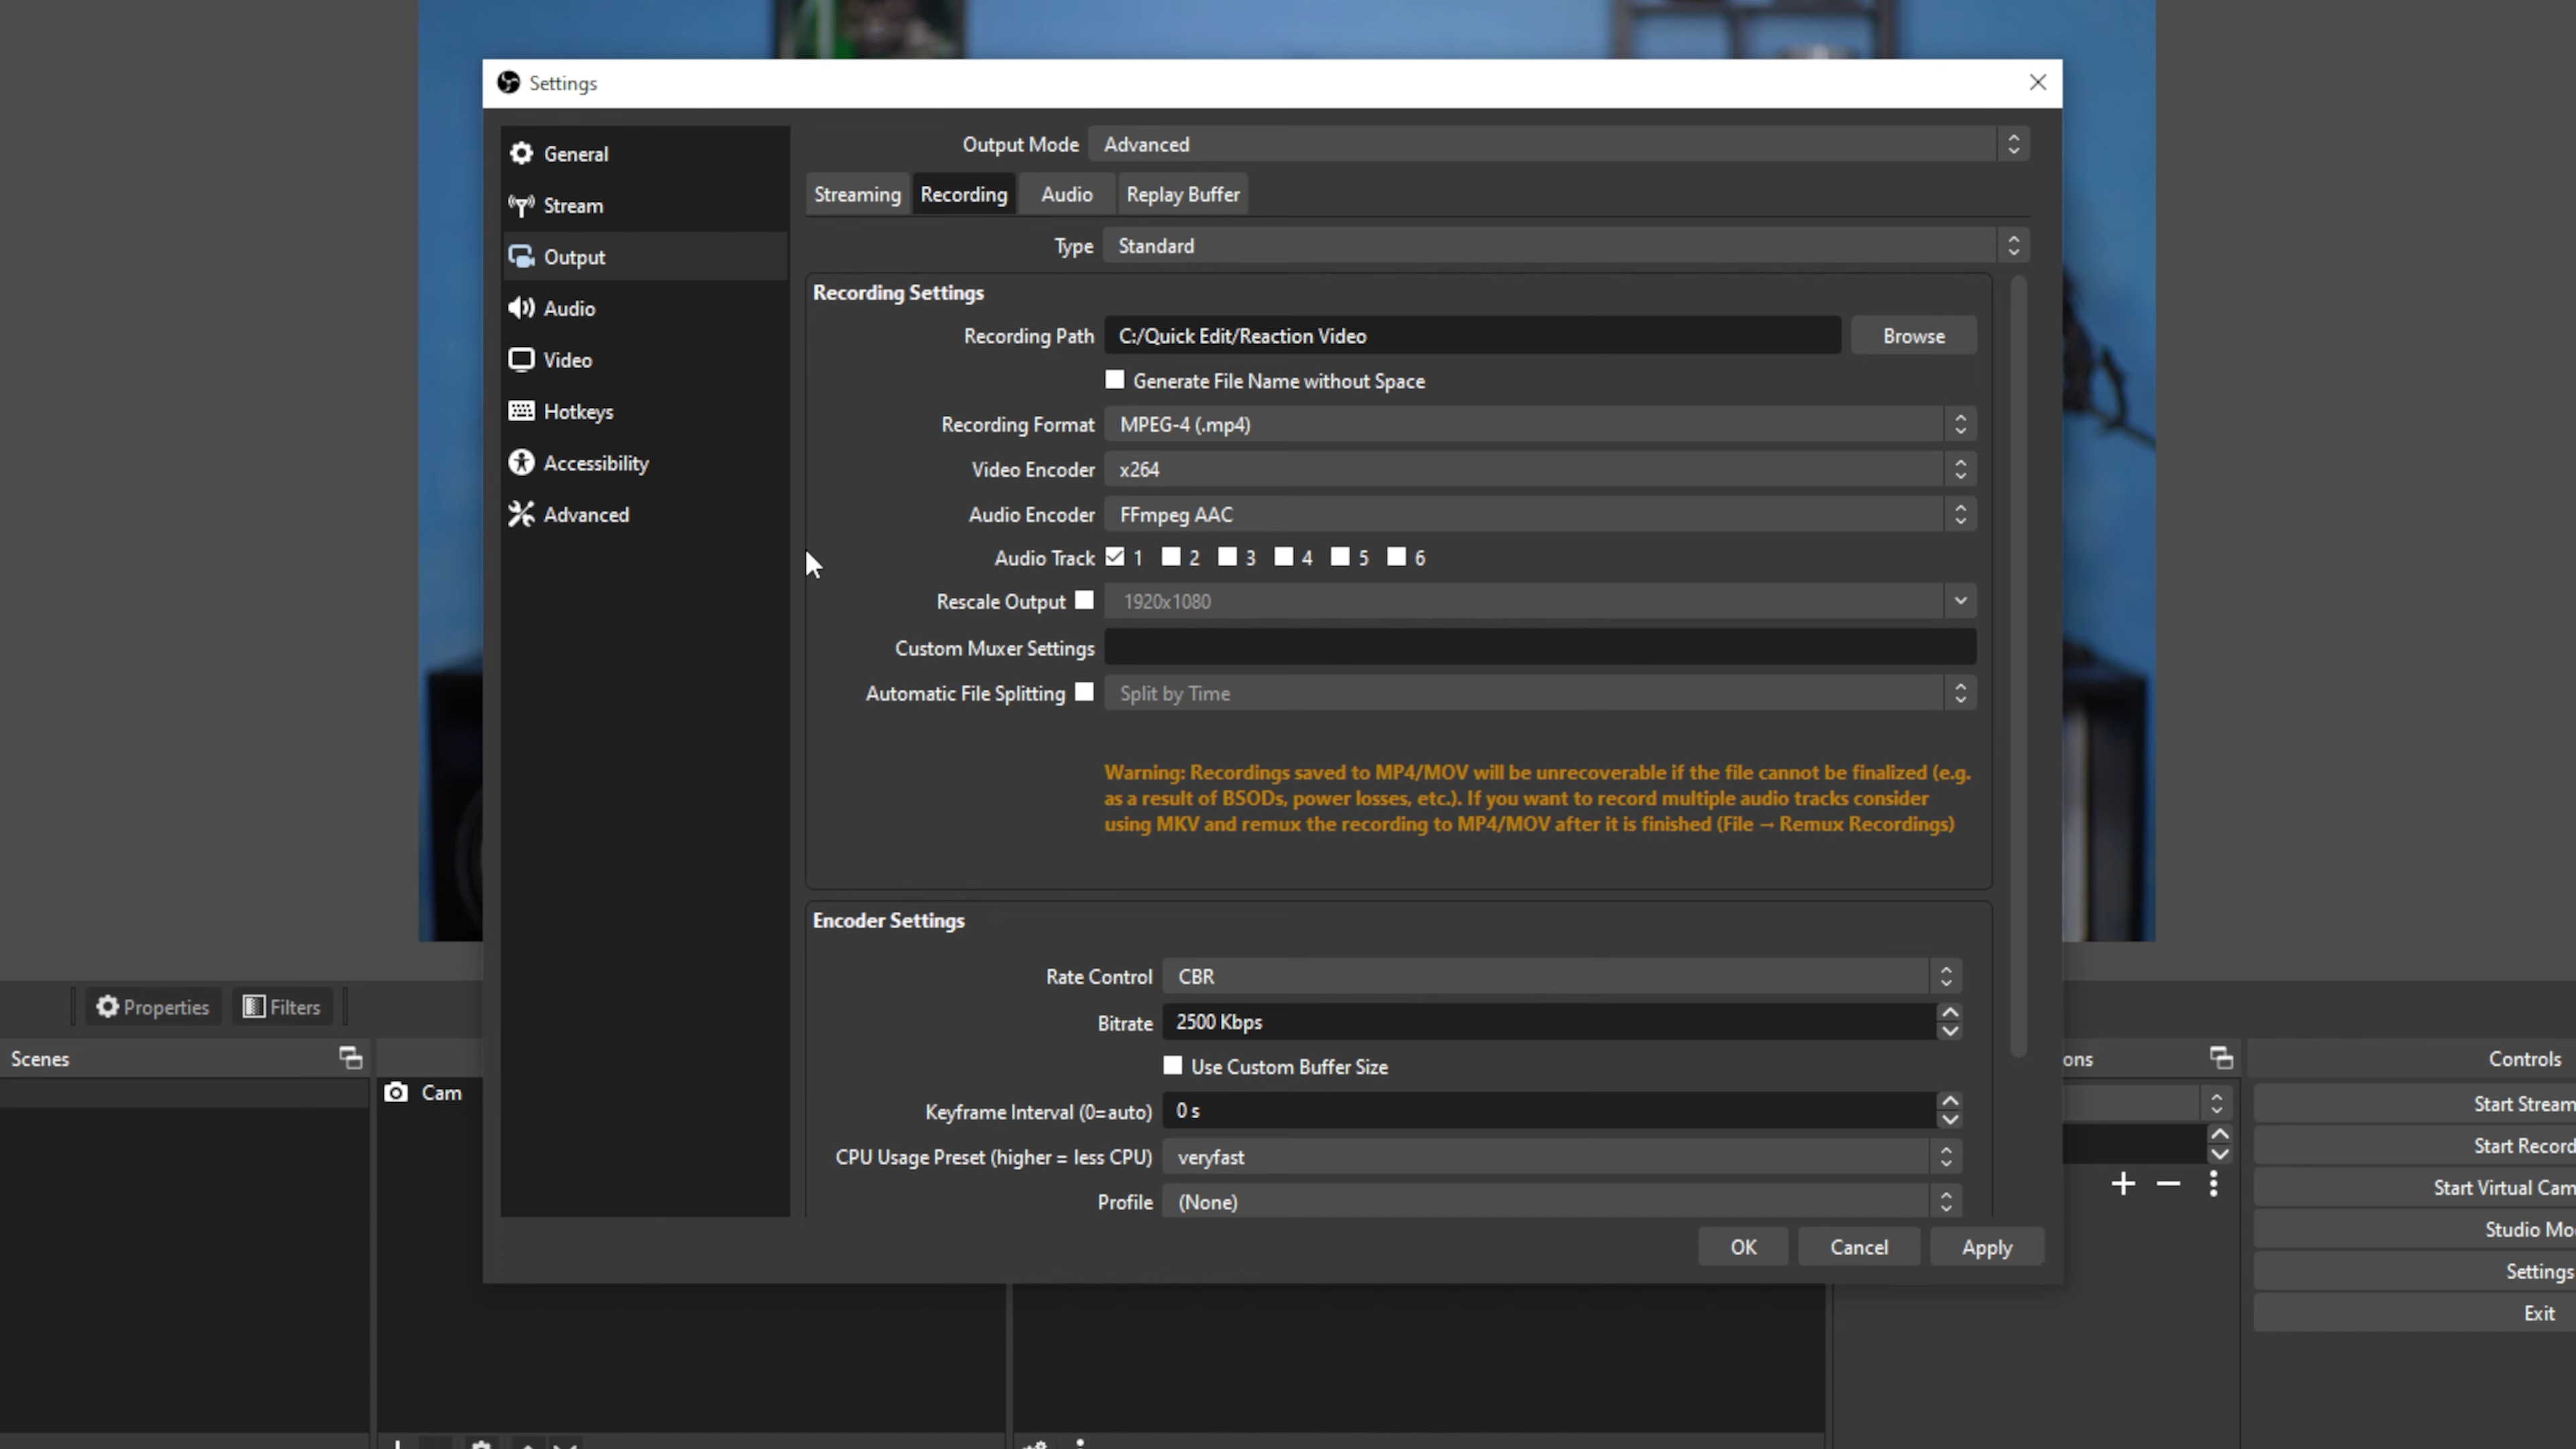 Settings
General
Stream
Output
Audio
Video
Hotkeys
Accessibility
Advanced
Output Mode Advanced
Streaming Recording Audio Replay Buffer
Type Standard
Recording Settings
Recording Path C:/Quick Edit/Reaction Video Browse
Generate File Name without Space
Recording Format MPEG-4 (.mp4)
Video Encoder x264
Audio Encoder FFmpeg AAC
Audio Track 1 2 3 4 5 6
Rescale Output 1920x1080
Custom Muxer Settings
Automatic File Splitting Split by Time
Warning: Recordings saved to MP4/MOV will be unrecoverable if the file cannot be finalized (e.g.
as a result of BSODs, power losses, etc.). If you want to record multiple audio tracks consider
using MKV and remux the recording to MP4/MOV after it is finished (File → Remux Recordings)
Encoder Settings
Rate Control CBR
Bitrate 2500 Kbps
Use Custom Buffer Size
Keyframe Interval (0=auto) 0 s
CPU Usage Preset (higher = less CPU) veryfast
Profile (None)
OK Cancel Apply
Properties Filters
Scenes
Cam
ons
Controls
Start Stream
Start Record
Start Virtual Cam
Studio Mo
Settings
Exit